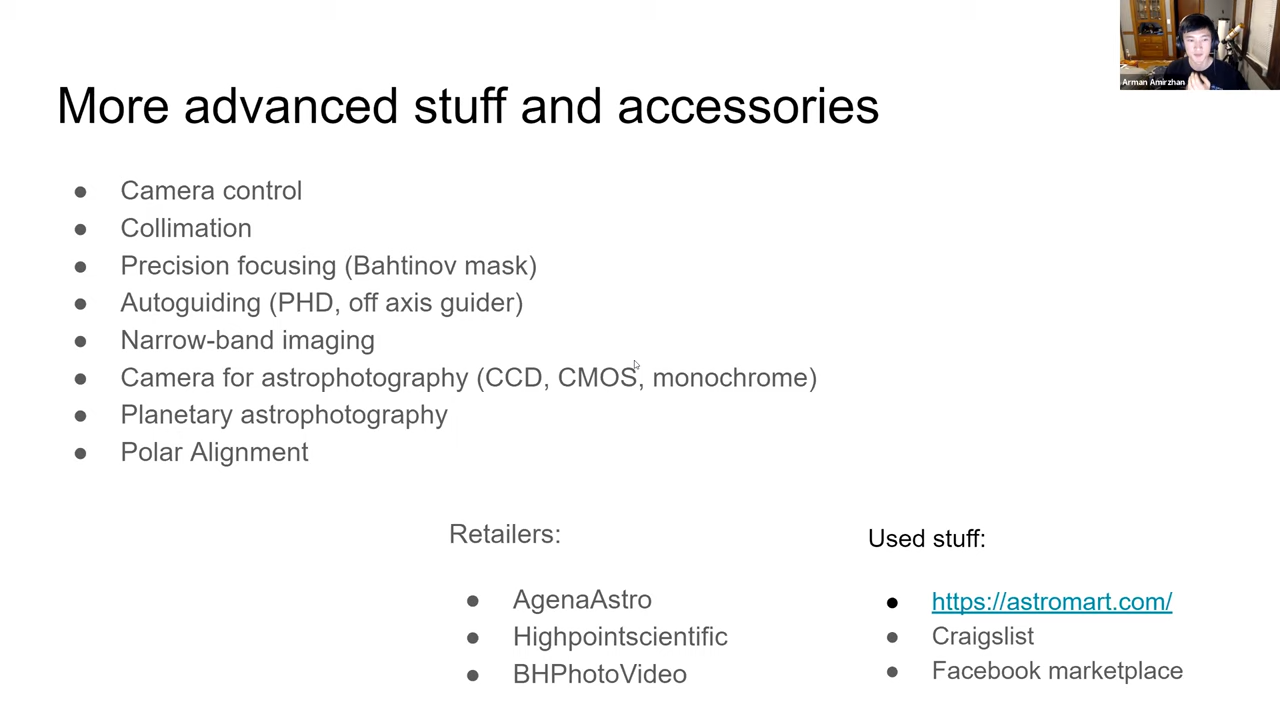 Arman Amirzhan
More advanced stuff and accessories
● Camera control
● Collimation
● Precision focusing (Bahtinov mask)
● Autoguiding (PHD, off axis guider)
● Narrow-band imaging
● Camera for astrophotography (CCD, CMOS, monochrome)
● Planetary astrophotography
● Polar Alignment
Retailers:
● AgenaAstro
● Highpointscientific
● BHPhotoVideo
Used stuff:
● https://astromart.com/
● Craigslist
● Facebook marketplace